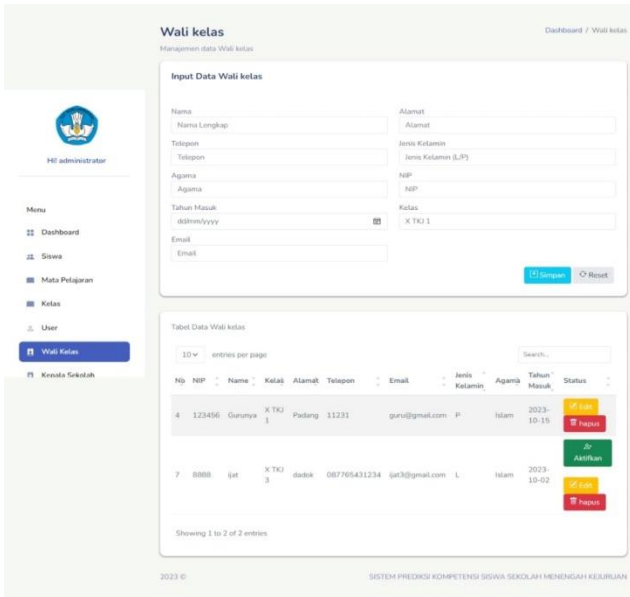 Wali kelas
Dashboard / Wali kelas
Manajemen data Wali kelas
Hi! administrator
Menu
Dashboard
Siswa
Mata Pelajaran
Kelas
User
Wali Kelas
Kepala Sekolah
Input Data Wali kelas
Nama
Nama Lengkap
Alamat
Alamat
Telepon
Telepon
Jenis Kelamin
Jenis Kelamin (L/P)
Agama
Agama
NIP
NIP
Tahun Masuk
dd/mm/yyyy
Kelas
X TKJ 1
Email
Email
Simpan
Reset
Tabel Data Wali kelas
10 entries per page
Search...
No NIP Name Kelas Alamat Telepon Email Jenis Kelamin Agama Tahun Masuk Status
4 123456 Gurunya X TKJ 1 Padang 11231 guru@gmail.com P Islam 2023-10-15 Edit hapus
7 8888 ijat X TKJ 3 dadok 087765431234 ijat3@gmail.com L Islam 2023-10-02 Aktifkan Edit hapus
Showing 1 to 2 of 2 entries
2023 ©
SISTEM PREDIKSI KOMPETENSI SISWA SEKOLAH MENENGAH KEJURUAN